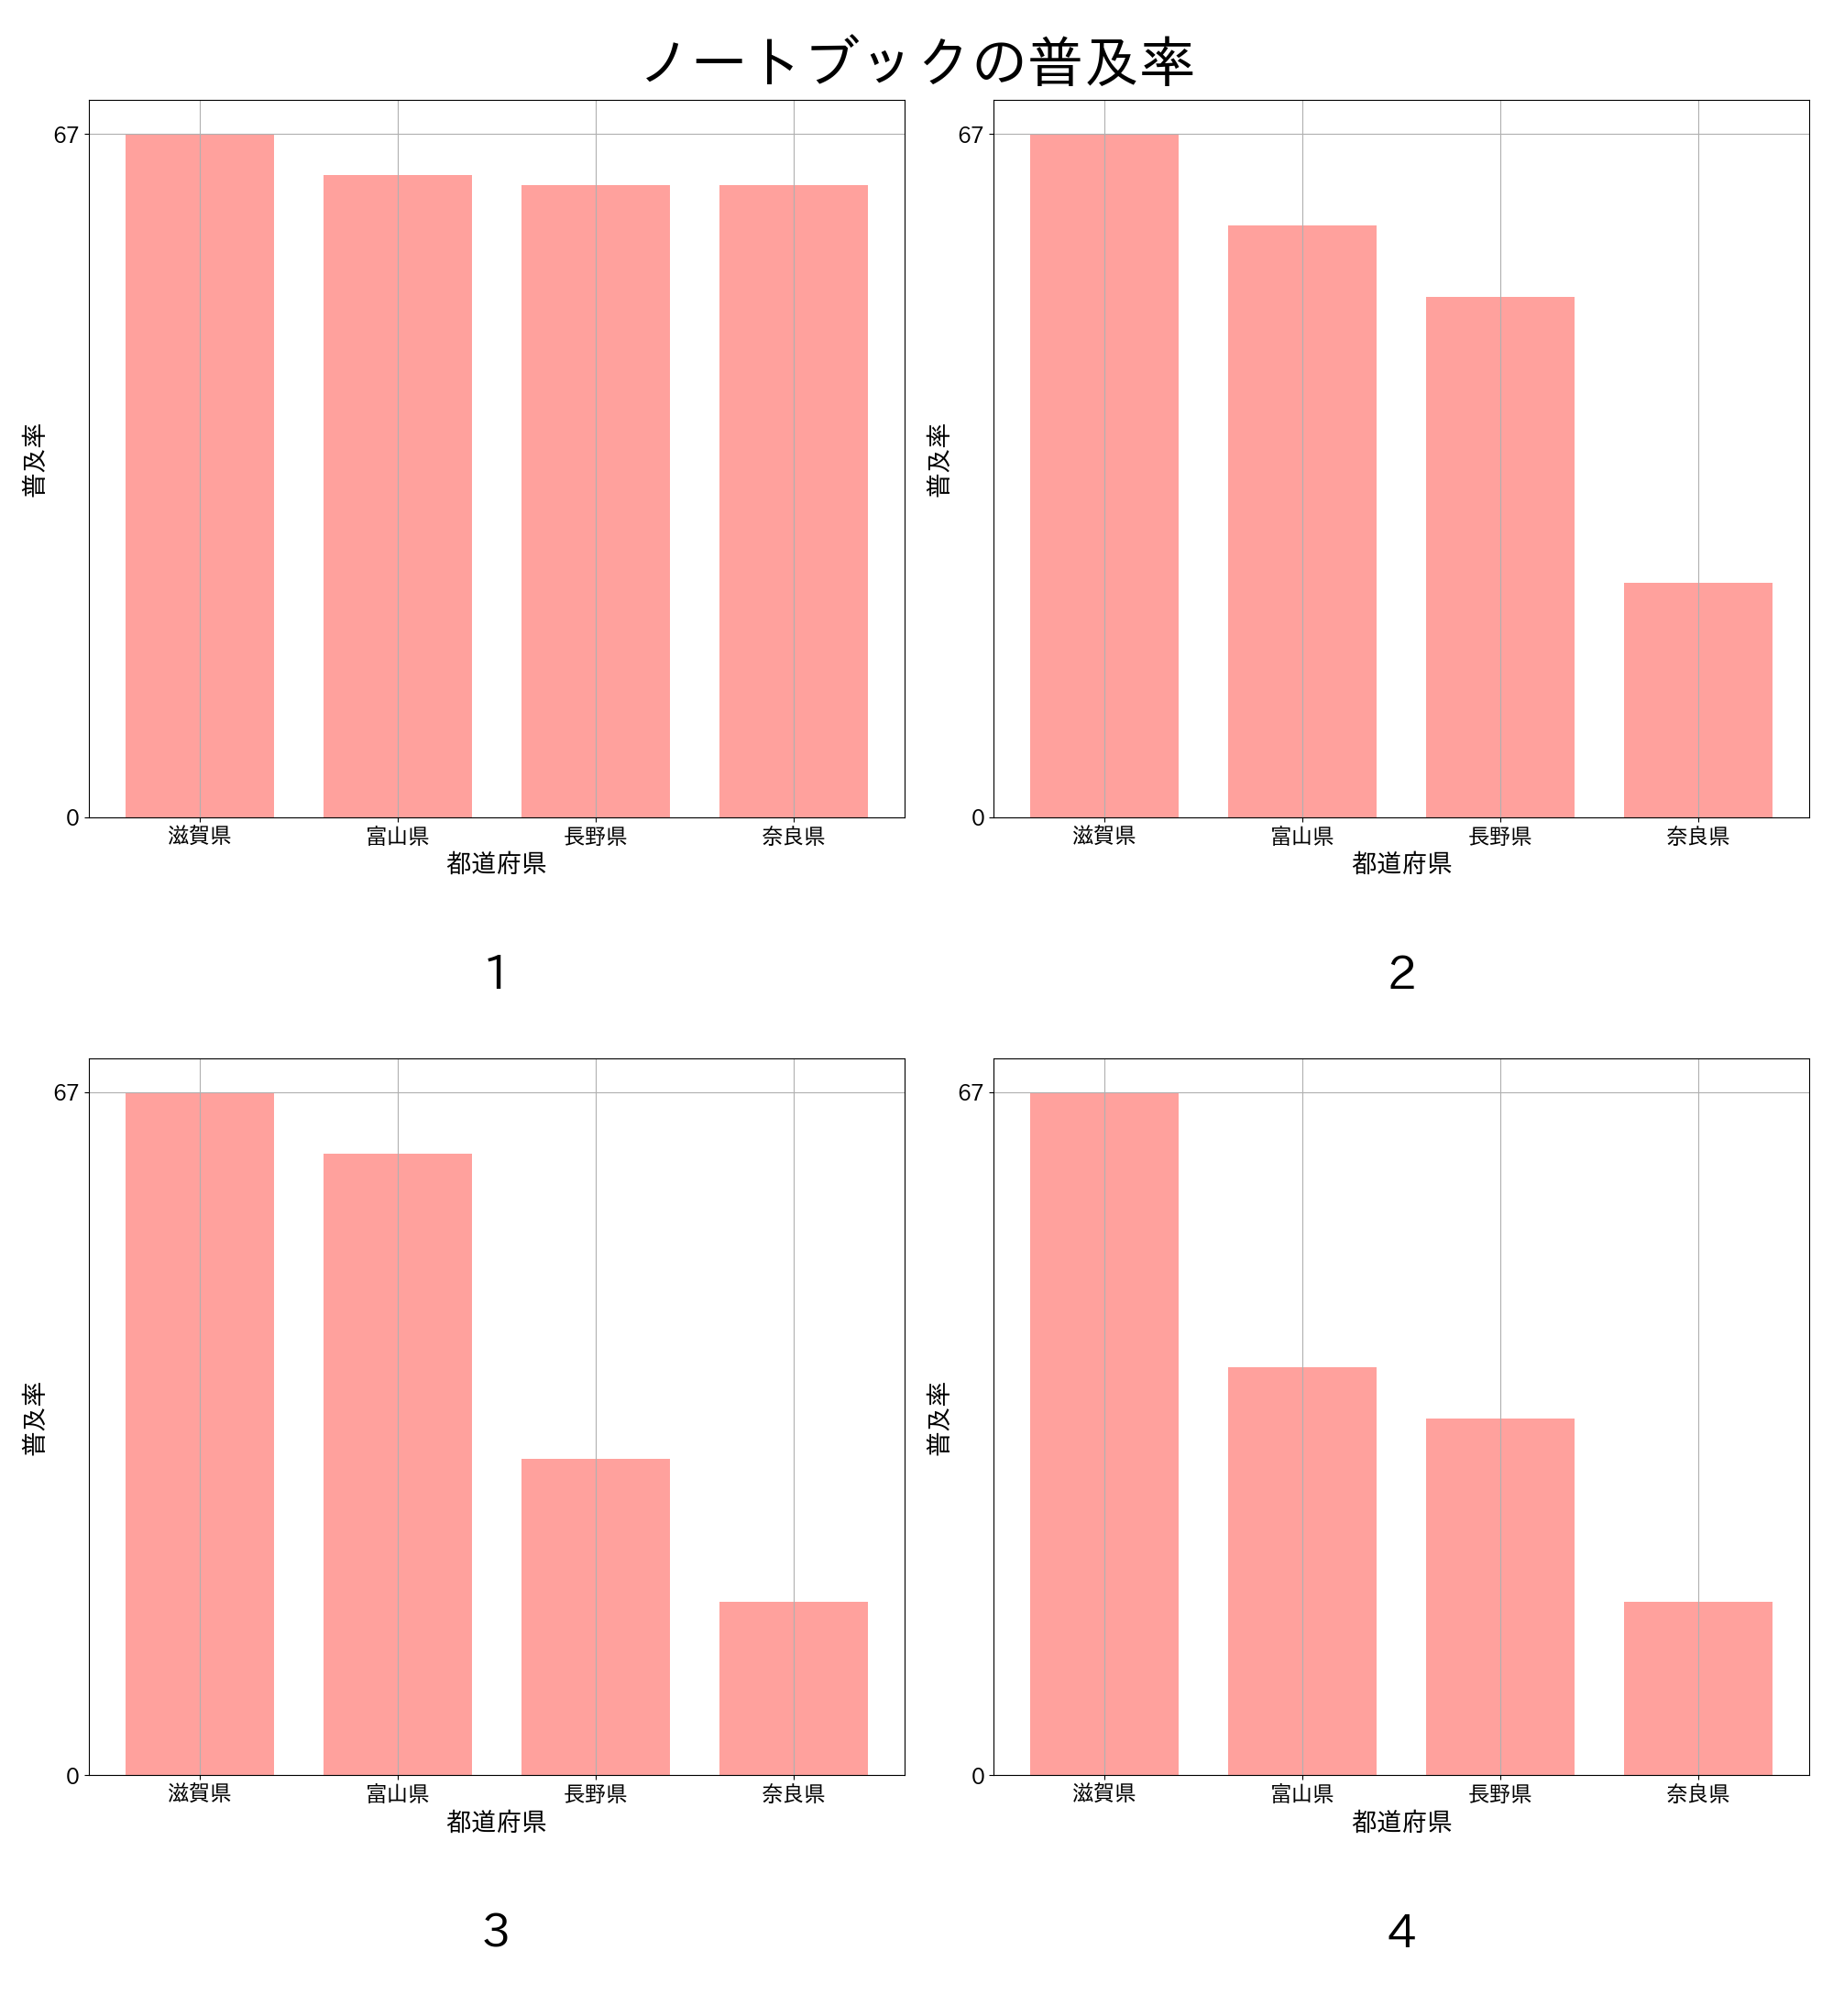 ノートブックの普及率
67
0
普及率
滋賀県 富山県 長野県 奈良県
都道府県
1
67
0
普及率
滋賀県 富山県 長野県 奈良県
都道府県
2
67
0
普及率
滋賀県 富山県 長野県 奈良県
都道府県
3
67
0
普及率
滋賀県 富山県 長野県 奈良県
都道府県
4